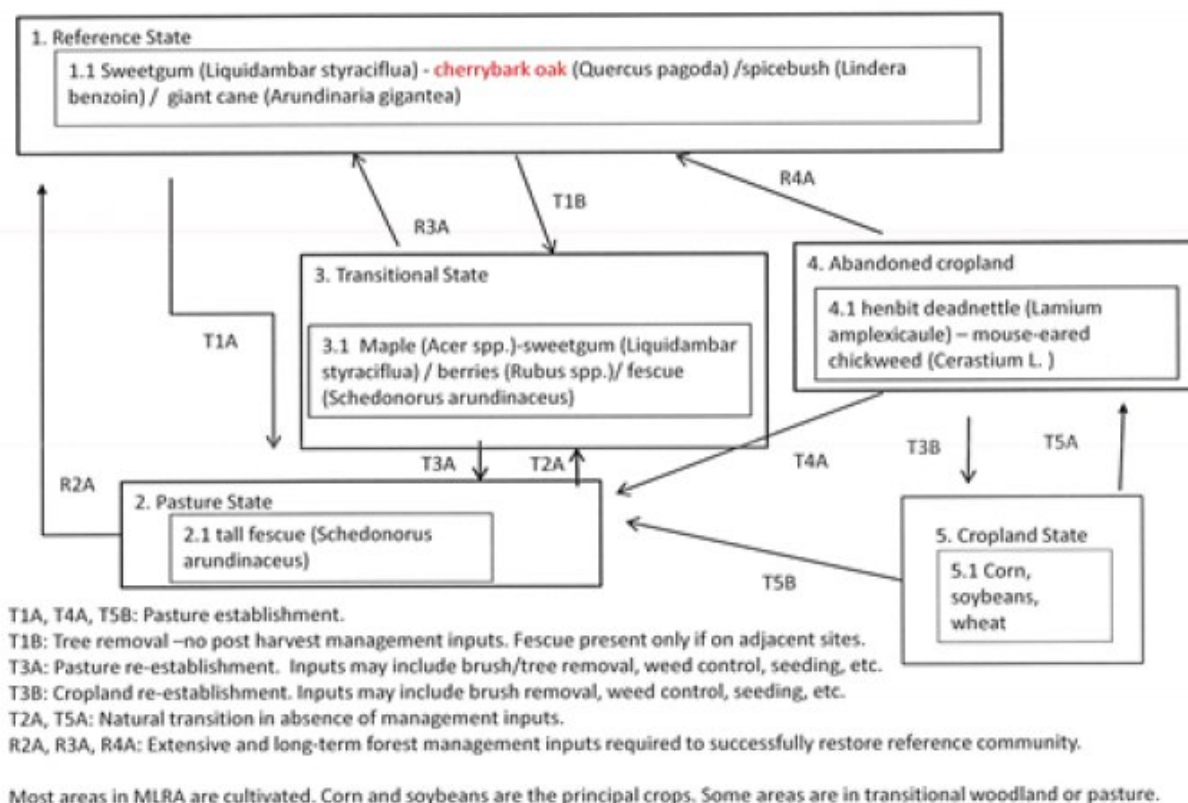 1. Reference State
1.1 Sweetgum (Liquidambar styraciflua) - cherrybark oak (Quercus pagoda) /spicebush (Lindera
benzoin) / giant cane (Arundinaria gigantea)
R4A
T1B
R3A
3. Transitional State
4. Abandoned cropland
4.1 henbit deadnettle (Lamium
amplexicaule) – mouse-eared
chickweed (Cerastium L. )
T1A
3.1 Maple (Acer spp.)-sweetgum (Liquidambar
styraciflua) / berries (Rubus spp.)/ fescue
(Schedonorus arundinaceus)
T3A
T2A
T4A
T3B
T5A
R2A
2. Pasture State
2.1 tall fescue (Schedonorus
arundinaceus)
5. Cropland State
5.1 Corn,
soybeans,
wheat
T5B
T1A, T4A, T5B: Pasture establishment.
T1B: Tree removal –no post harvest management inputs. Fescue present only if on adjacent sites.
T3A: Pasture re-establishment. Inputs may include brush/tree removal, weed control, seeding, etc.
T3B: Cropland re-establishment. Inputs may include brush removal, weed control, seeding, etc.
T2A, T5A: Natural transition in absence of management inputs.
R2A, R3A, R4A: Extensive and long-term forest management inputs required to successfully restore reference community.
Most areas in MLRA are cultivated. Corn and soybeans are the principal crops. Some areas are in transitional woodland or pasture.